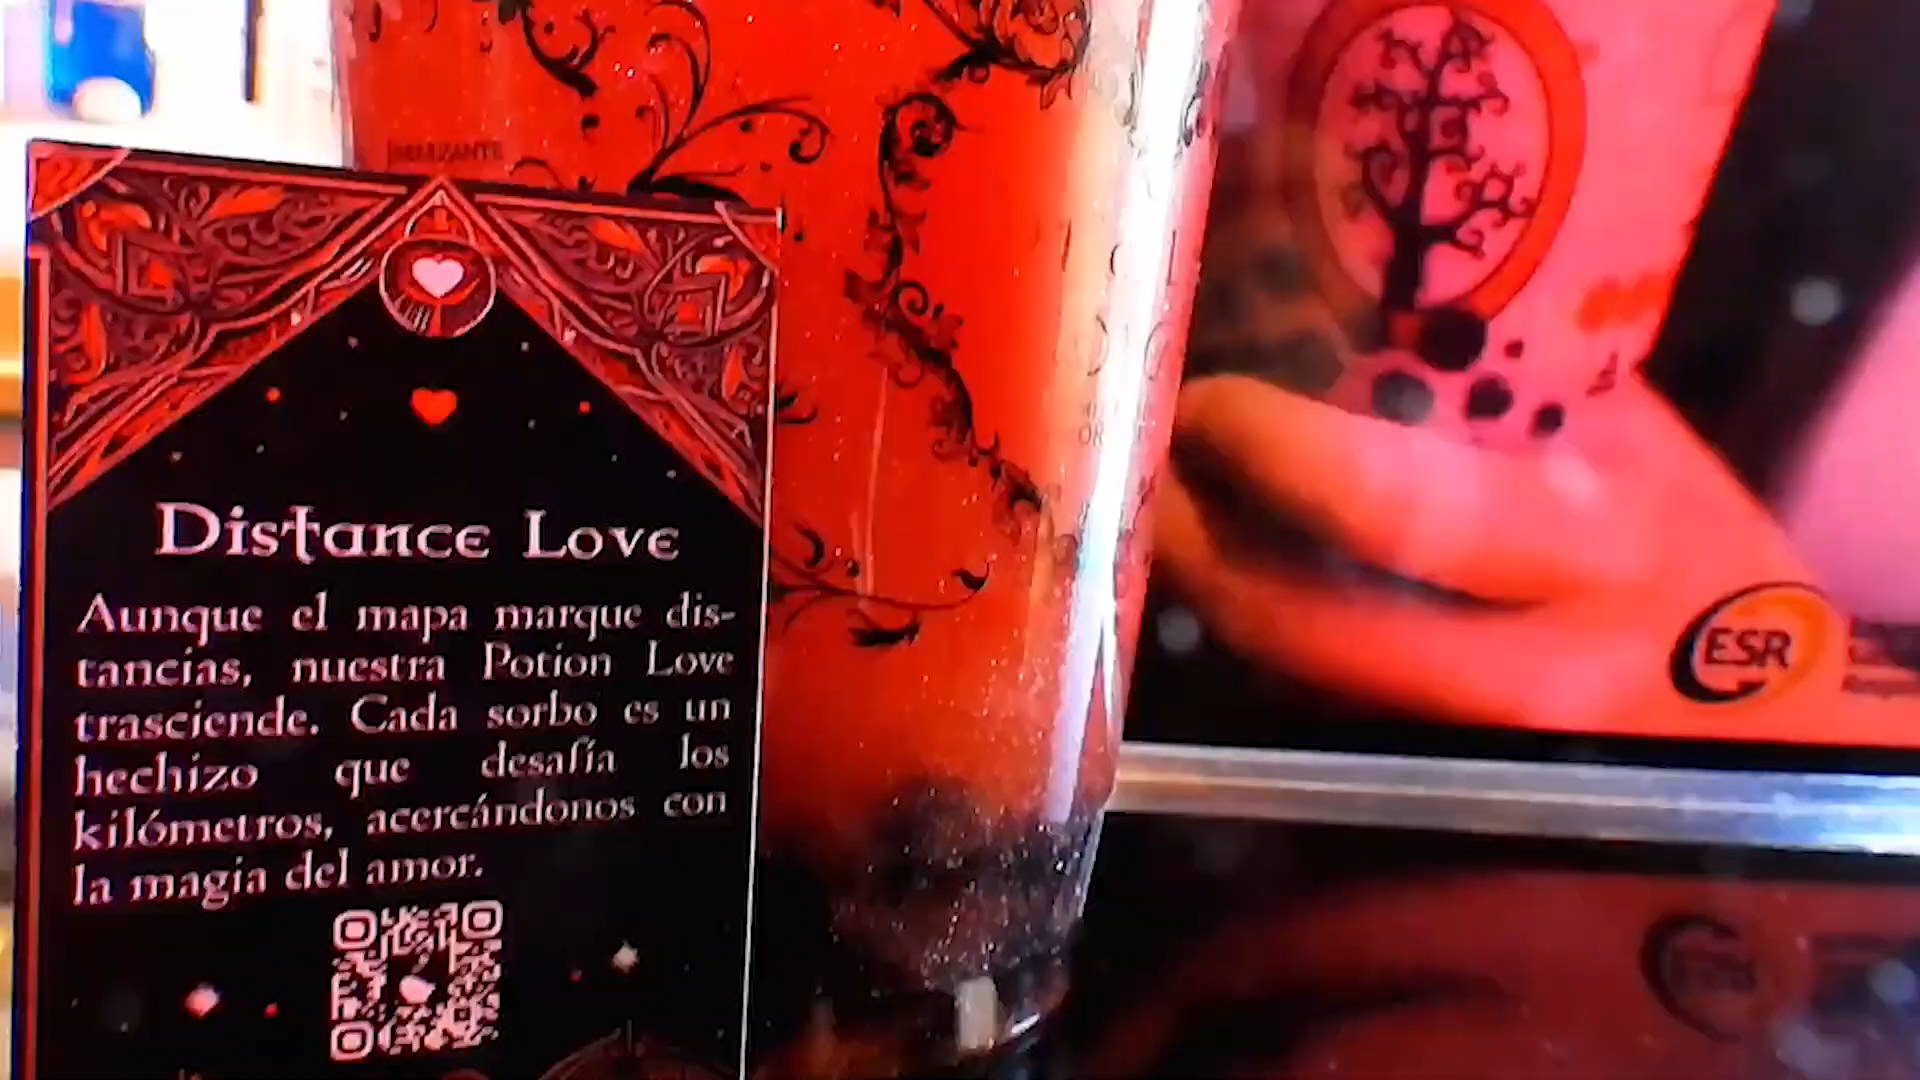 Distance Love
Aunque el mapa marque dis-
tancias, nuestra Potion Love
trasciende. Cada sorbo es un
hechizo que desafía los
kilómetros, acercándonos con
la magia del amor.
ESR